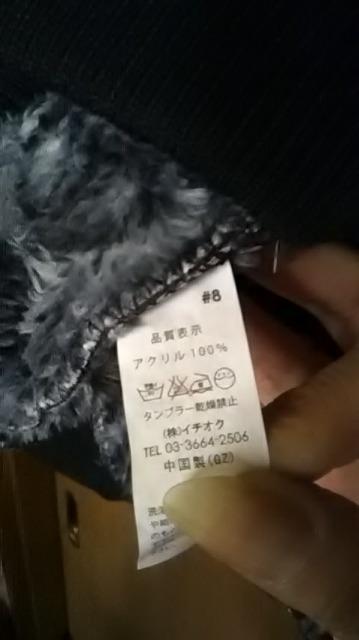 #8
品質表示
アクリル100%
タンブラー乾燥禁止
(株)イチオク
TEL 03-3664-2506
中国製(QZ)